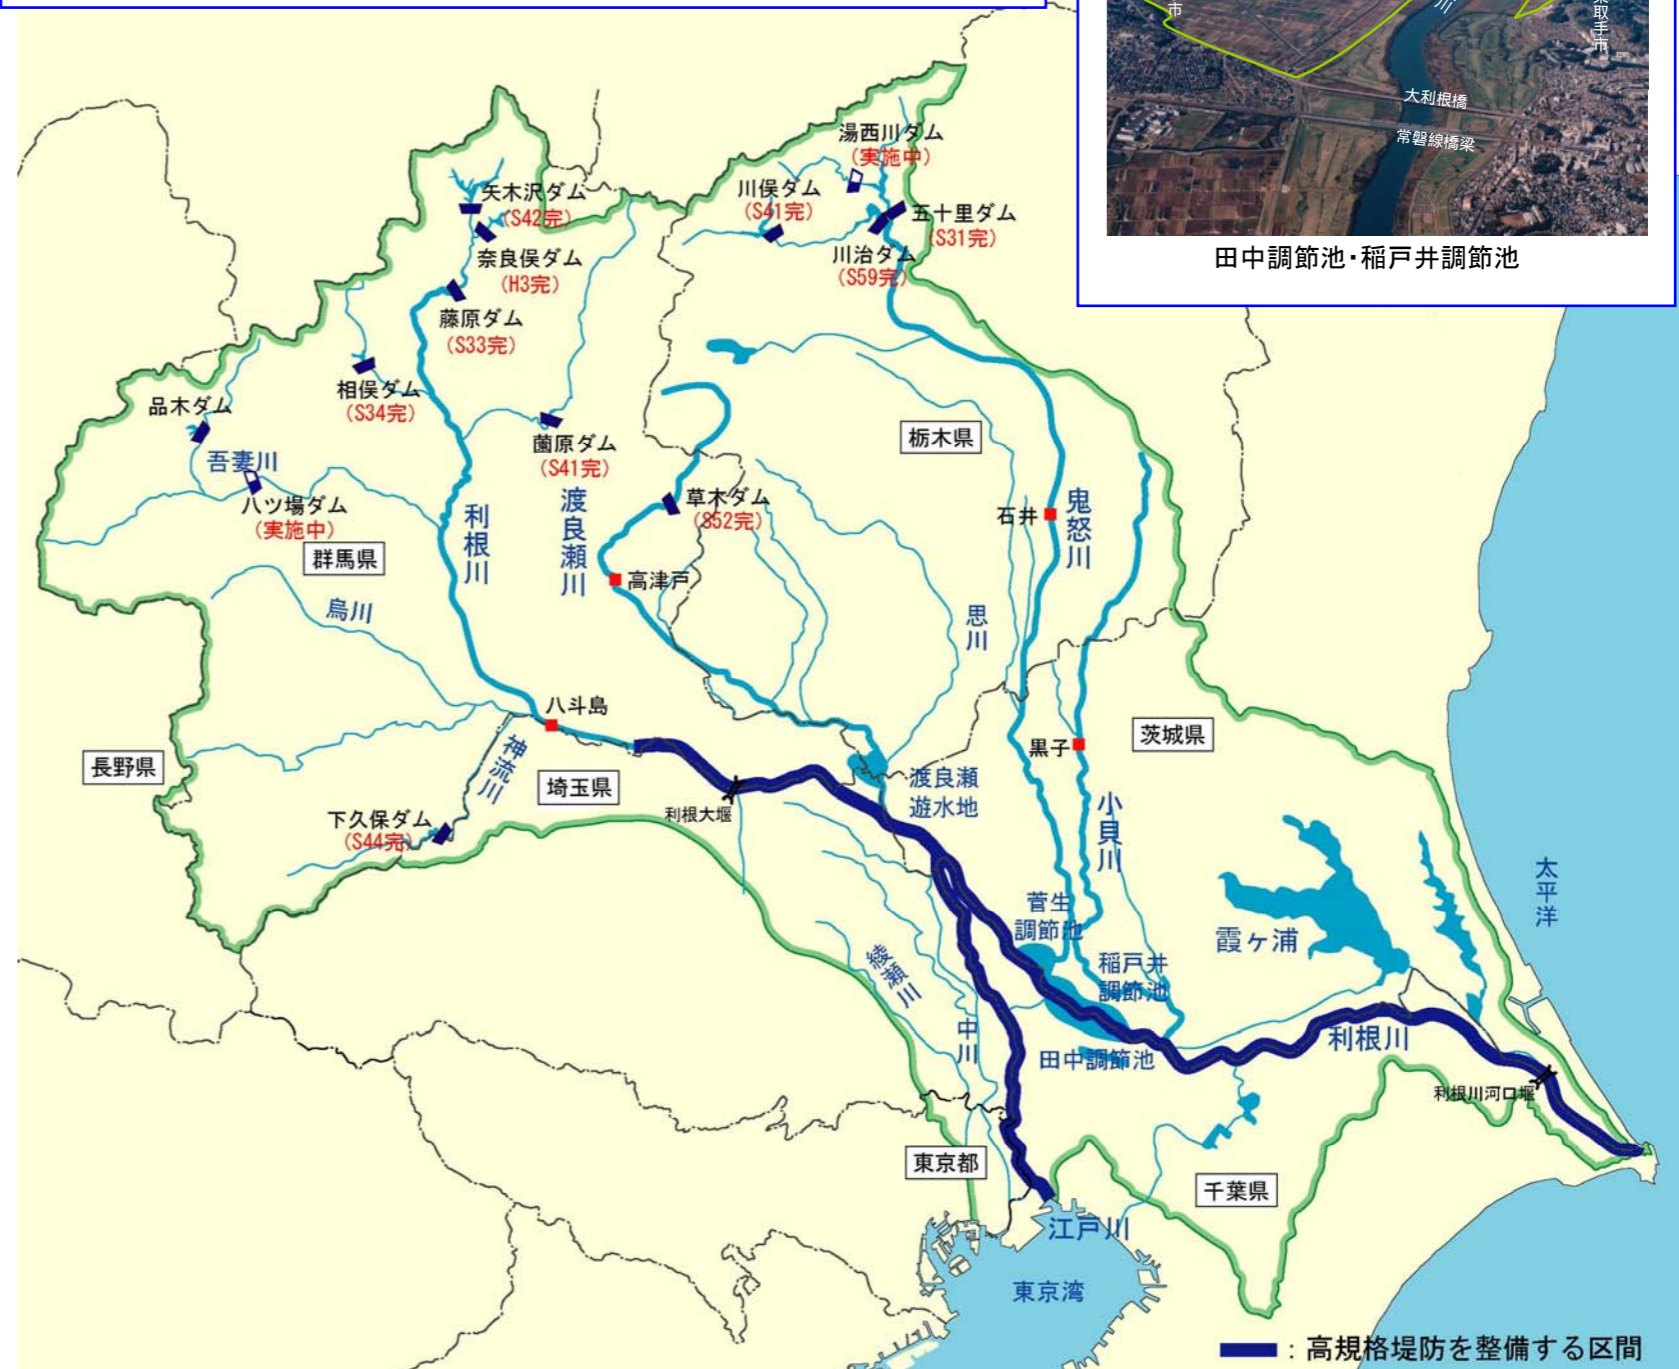 市
川
取手市
大利根橋
常磐線橋梁
田中調節池・稲戸井調節池
湯西川ダム
（実施中）
川俣ダム
（S41完）
五十里ダム
（S31完）
川治ダム
（S59完）
矢木沢ダム
（S42完）
奈良俣ダム
（H3完）
藤原ダム
（S33完）
相俣ダム
（S34完）
品木ダム
吾妻川
八ツ場ダム
（実施中）
薗原ダム
（S41完）
草木ダム
（S52完）
栃木県
群馬県
利根川
渡良瀬川
高津戸
石井
鬼怒川
思川
烏川
八斗島
神流川
長野県
埼玉県
利根大堰
下久保ダム
（S44完）
渡良瀬
遊水地
黒子
茨城県
小貝川
菅生
調節池
稲戸井
調節池
霞ヶ浦
太平洋
綾瀬川
中川
田中調節池
利根川
利根川河口堰
東京都
千葉県
江戸川
東京湾
：高規格堤防を整備する区間